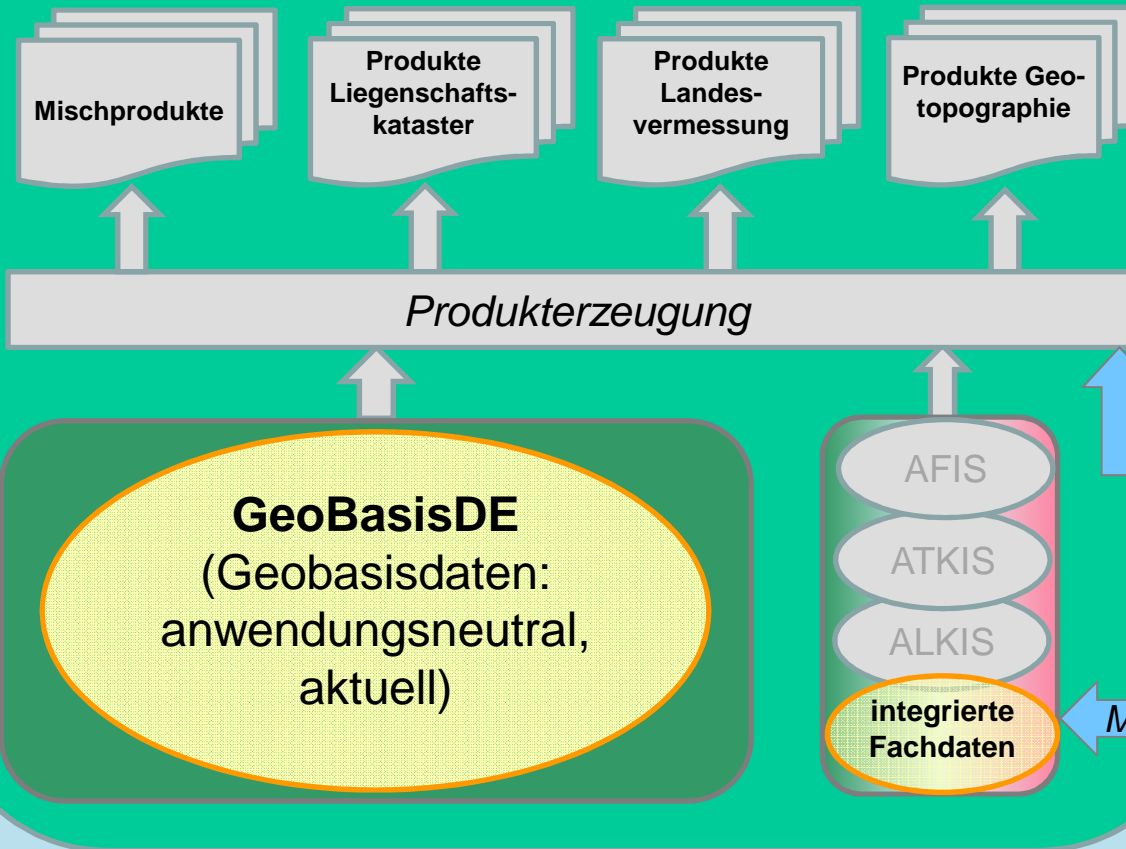 Mischprodukte
Produkte
Liegenschafts-
kataster
Produkte
Landes-
vermessung
Produkte Geo-
topographie
Produkterzeugung
GeoBasisDE
(Geobasisdaten:
anwendungsneutral,
aktuell)
AFIS
ATKIS
ALKIS
integrierte
Fachdaten